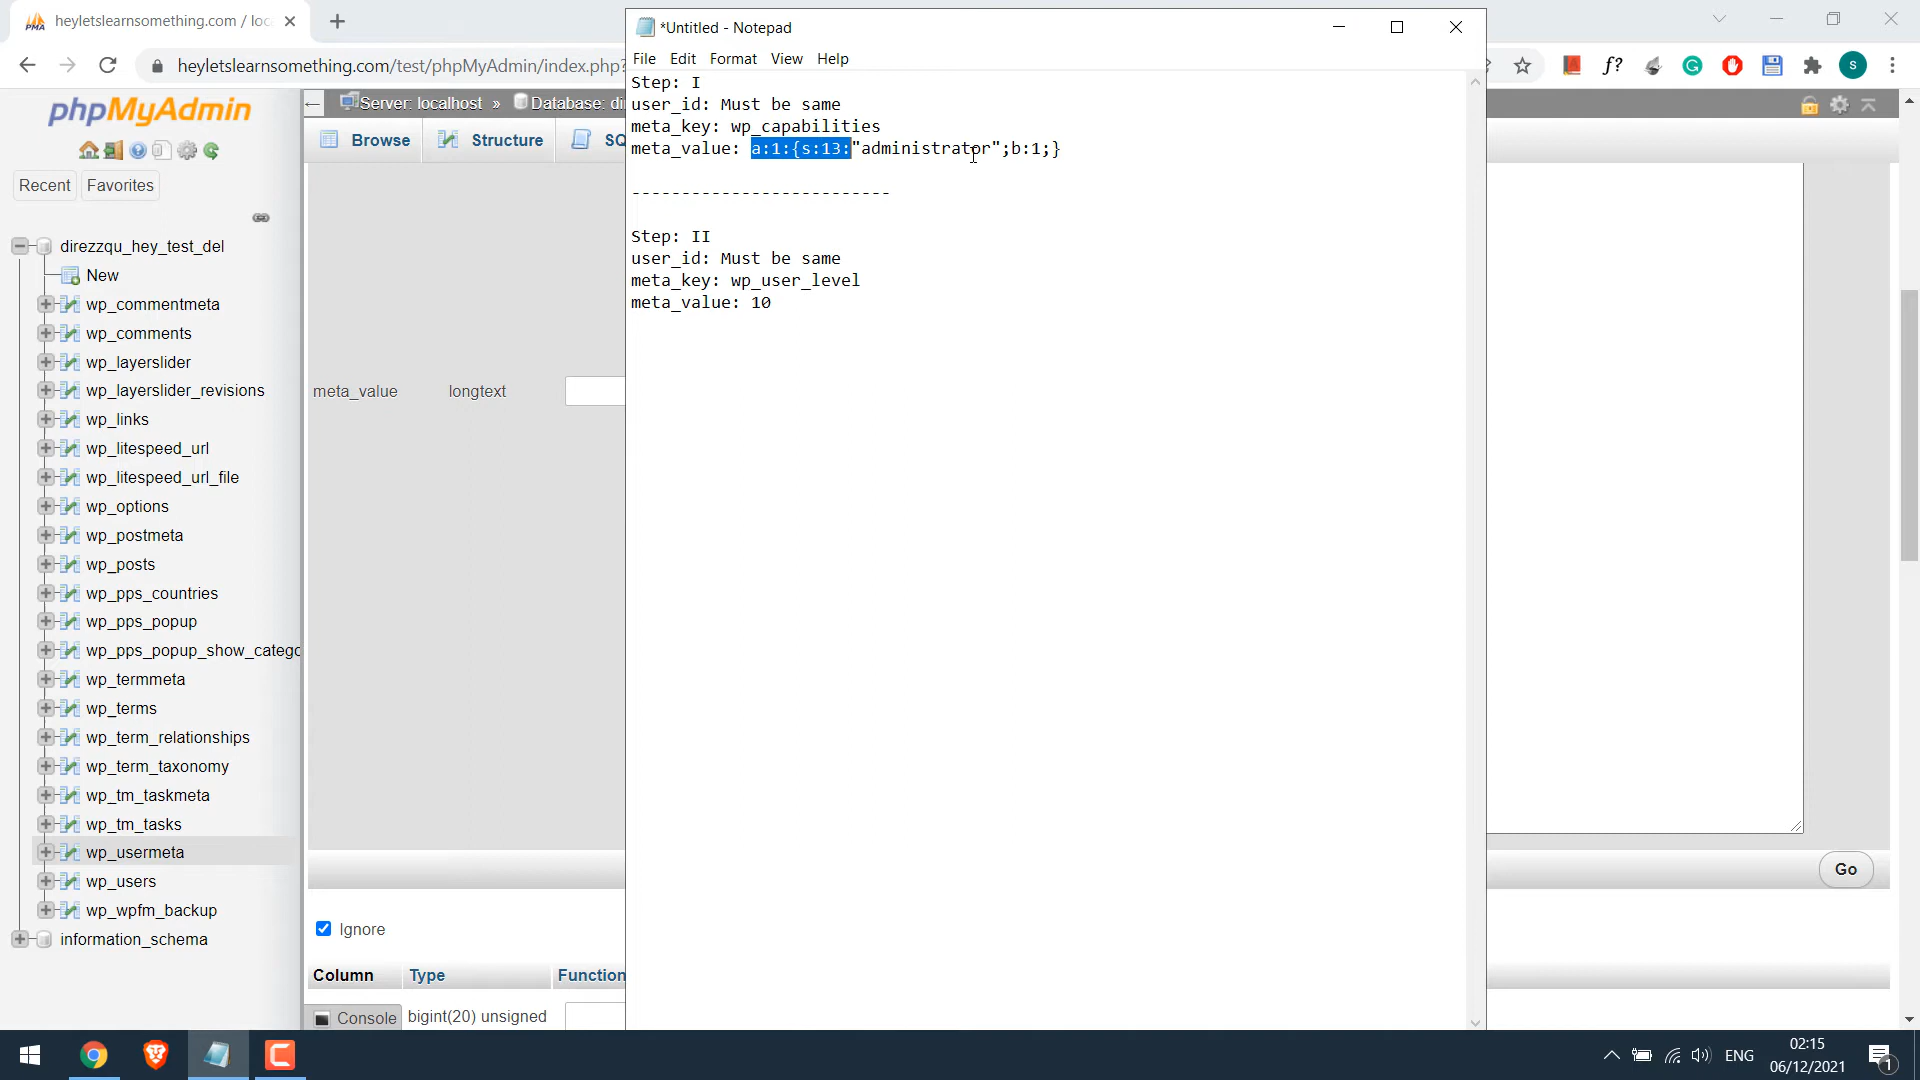 heyletslearnsomething.com / loc
heyletslearnsomething.com/test/phpMyAdmin/index.php?
f?
S
*Untitled - Notepad
File Edit Format View Help
Step: I
user_id: Must be same
meta_key: wp_capabilities
meta_value: a:1:{s:13:"administrator";b:1;}
--------------------------
Step: II
user_id: Must be same
meta_key: wp_user_level
meta_value: 10
phpMyAdmin
Recent Favorites
direzzqu_hey_test_del
New
wp_commentmeta
wp_comments
wp_layerslider
wp_layerslider_revisions
wp_links
wp_litespeed_url
wp_litespeed_url_file
wp_options
wp_postmeta
wp_posts
wp_pps_countries
wp_pps_popup
wp_pps_popup_show_catego
wp_termmeta
wp_terms
wp_term_relationships
wp_term_taxonomy
wp_tm_taskmeta
wp_tm_tasks
wp_usermeta
wp_users
wp_wpfm_backup
information_schema
Server: localhost » Database: di
Browse Structure SQ
meta_value longtext
Go
Ignore
Column Type Function
Console bigint(20) unsigned
ENG
02:15
06/12/2021
1